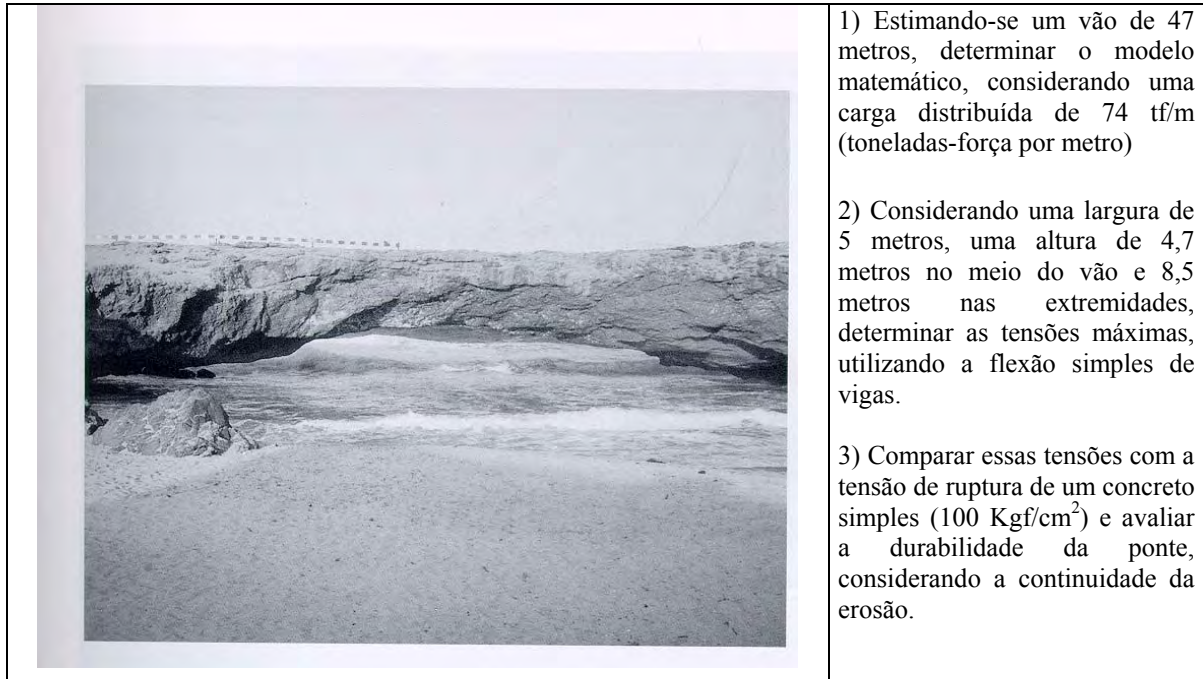 1) Estimando-se um vão de 47
metros, determinar o modelo
matemático, considerando uma
carga distribuída de 74 tf/m
(toneladas-força por metro)
2) Considerando uma largura de
5 metros, uma altura de 4,7
metros no meio do vão e 8,5
metros nas extremidades,
determinar as tensões máximas,
utilizando a flexão simples de
vigas.
3) Comparar essas tensões com a
tensão de ruptura de um concreto
simples (100 Kgf/cm²) e avaliar
a durabilidade da ponte,
considerando a continuidade da
erosão.